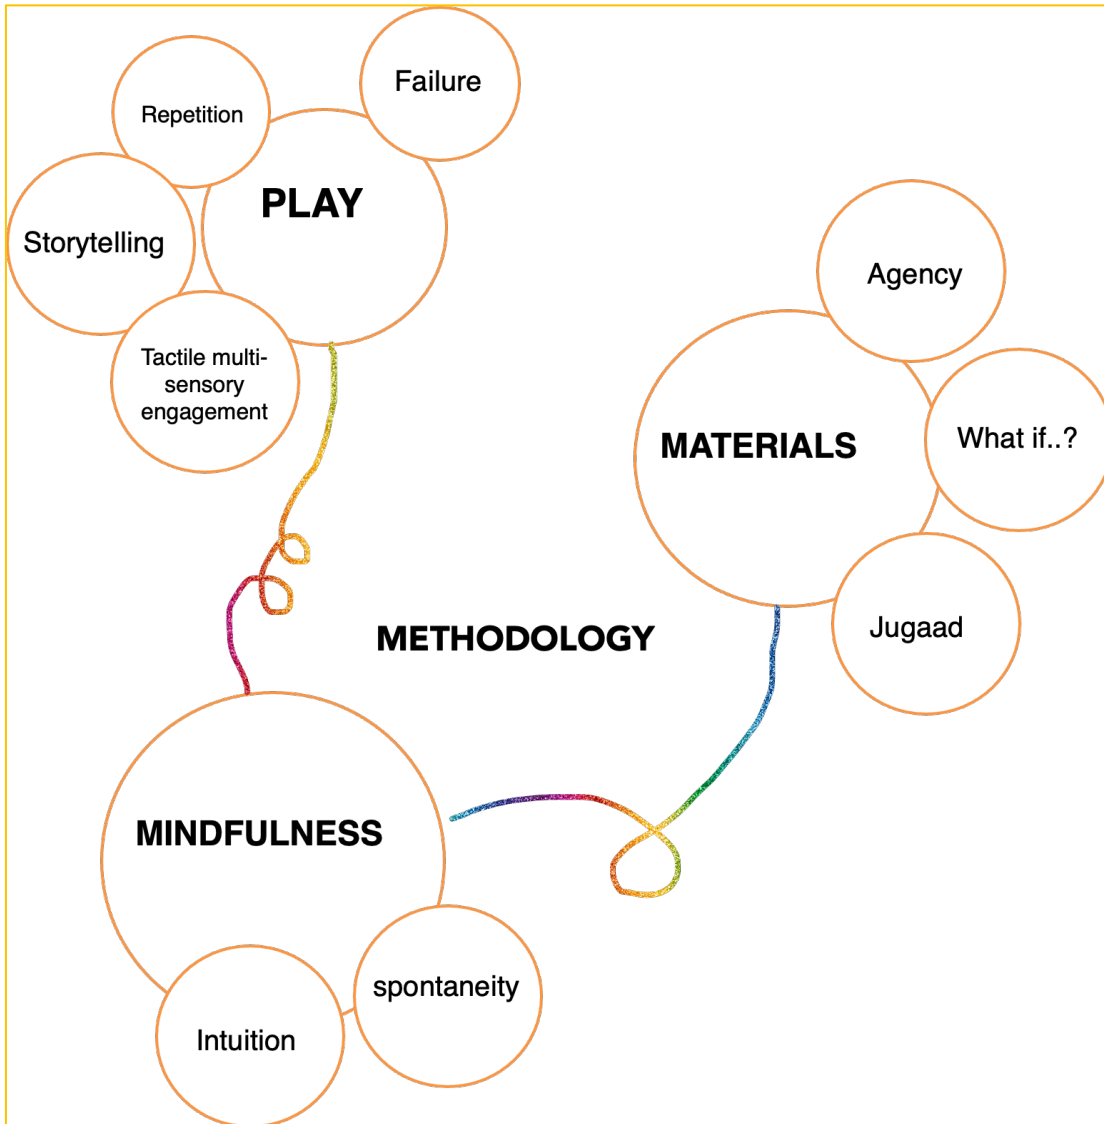 Failure
Repetition
PLAY
Storytelling
Tactile multi-
sensory
engagement
Agency
What if..?
MATERIALS
Jugaad
METHODOLOGY
MINDFULNESS
spontaneity
Intuition